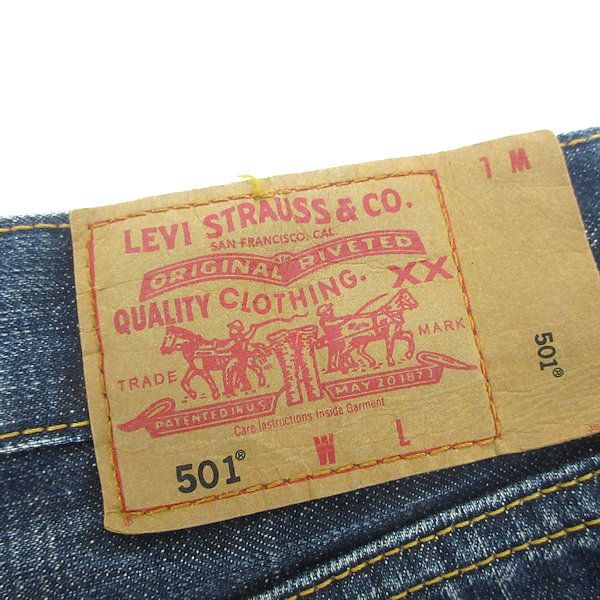 LEVI STRAUSS & CO.
SAN FRANCISCO, CAL.
ORIGINAL RIVETED
QUALITY CLOTHING. XX
TRADE MARK
PATENTED IN U.S. MAY 20 1873
Care Instructions Inside Garment
501® W L
1 M
501®